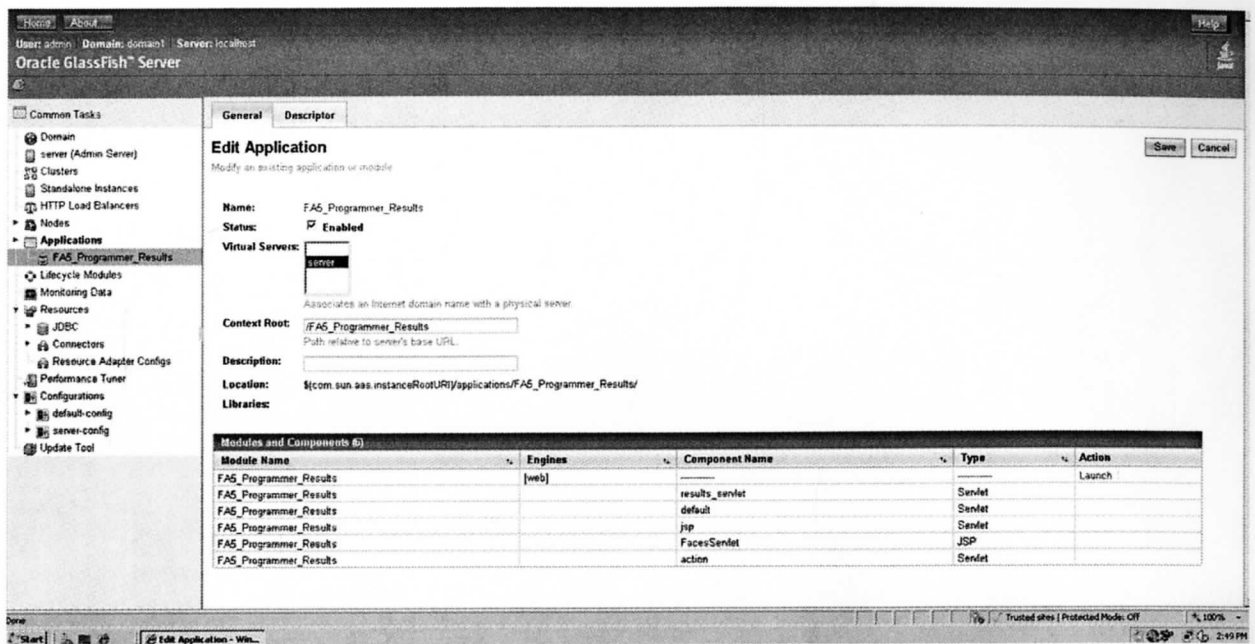 Home About...
Help
User: admin Domain: domain1 Server: localhost
Oracle GlassFish™ Server
Java
Common Tasks
Domain
server (Admin Server)
Clusters
Standalone Instances
HTTP Load Balancers
Nodes
Applications
FA5_Programmer_Results
Lifecycle Modules
Monitoring Data
Resources
JDBC
Connectors
Resource Adapter Configs
Performance Tuner
Configurations
default-config
server-config
Update Tool
General Descriptor
Edit Application
Save Cancel
Modify an existing application or module
Name: FA5_Programmer_Results
Status: Enabled
Virtual Servers: server
Associates an Internet domain name with a physical server.
Context Root: /FA5_Programmer_Results
Path relative to server's base URL.
Description:
Location: ${com.sun.aas.instanceRootURI}/applications/FA5_Programmer_Results/
Libraries:
Modules and Components (6)
Module Name Engines Component Name Type Action
FA5_Programmer_Results [web] ---------- ---------- Launch
FA5_Programmer_Results results_servlet Servlet
FA5_Programmer_Results default Servlet
FA5_Programmer_Results jsp Servlet
FA5_Programmer_Results FacesServlet JSP
FA5_Programmer_Results action Servlet
Done
Trusted sites | Protected Mode: Off 100%
Start Edit Application - Win... 2:49 PM